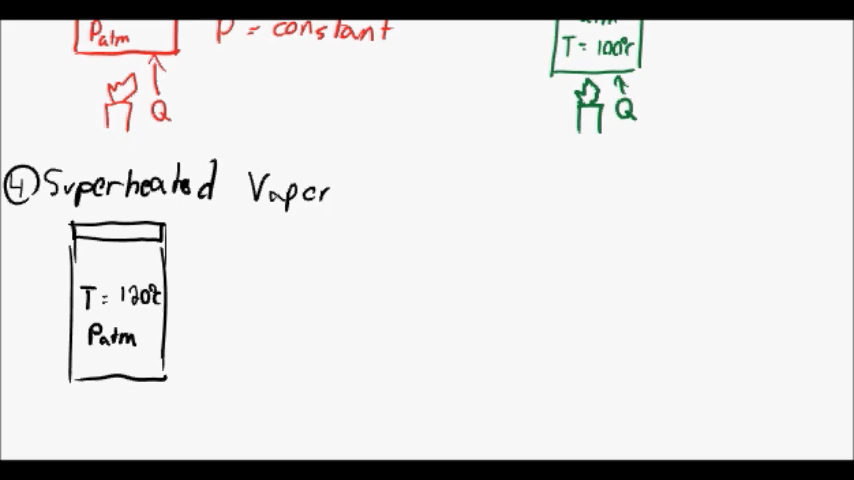 Patm P = constant
T = 100°C
Q
Q
④ Superheated Vapor
T = 120°C
Patm